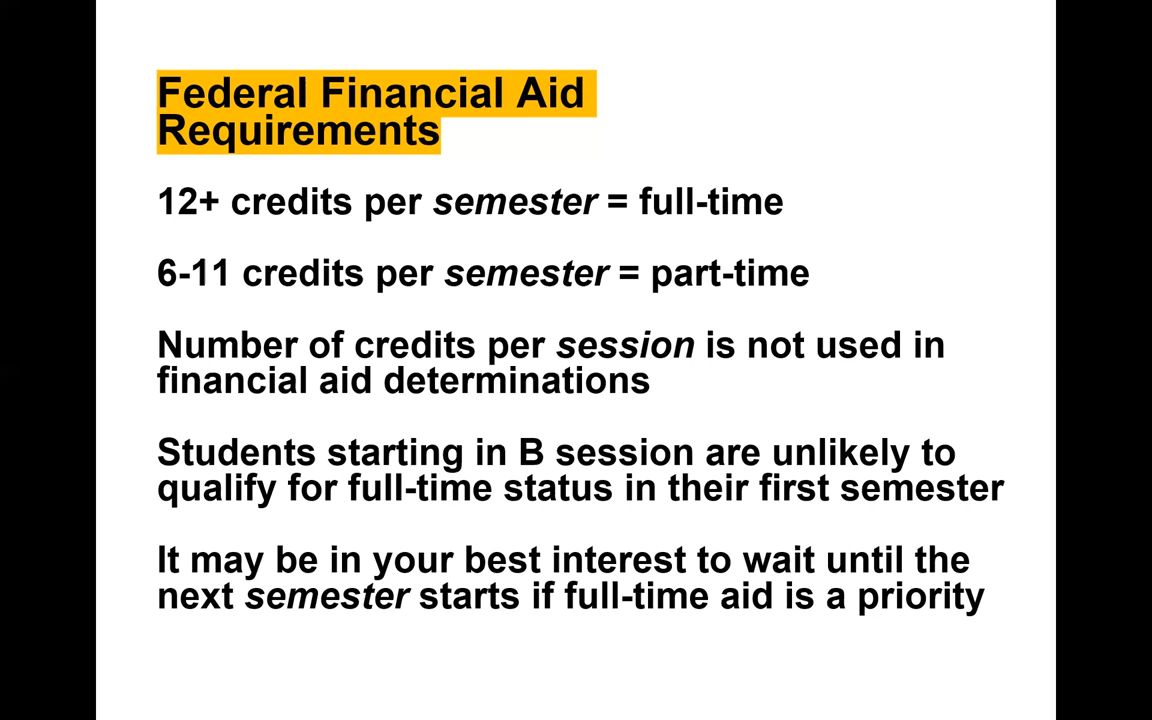 Federal Financial Aid
Requirements
12+ credits per semester = full-time
6-11 credits per semester = part-time
Number of credits per session is not used in
financial aid determinations
Students starting in B session are unlikely to
qualify for full-time status in their first semester
It may be in your best interest to wait until the
next semester starts if full-time aid is a priority